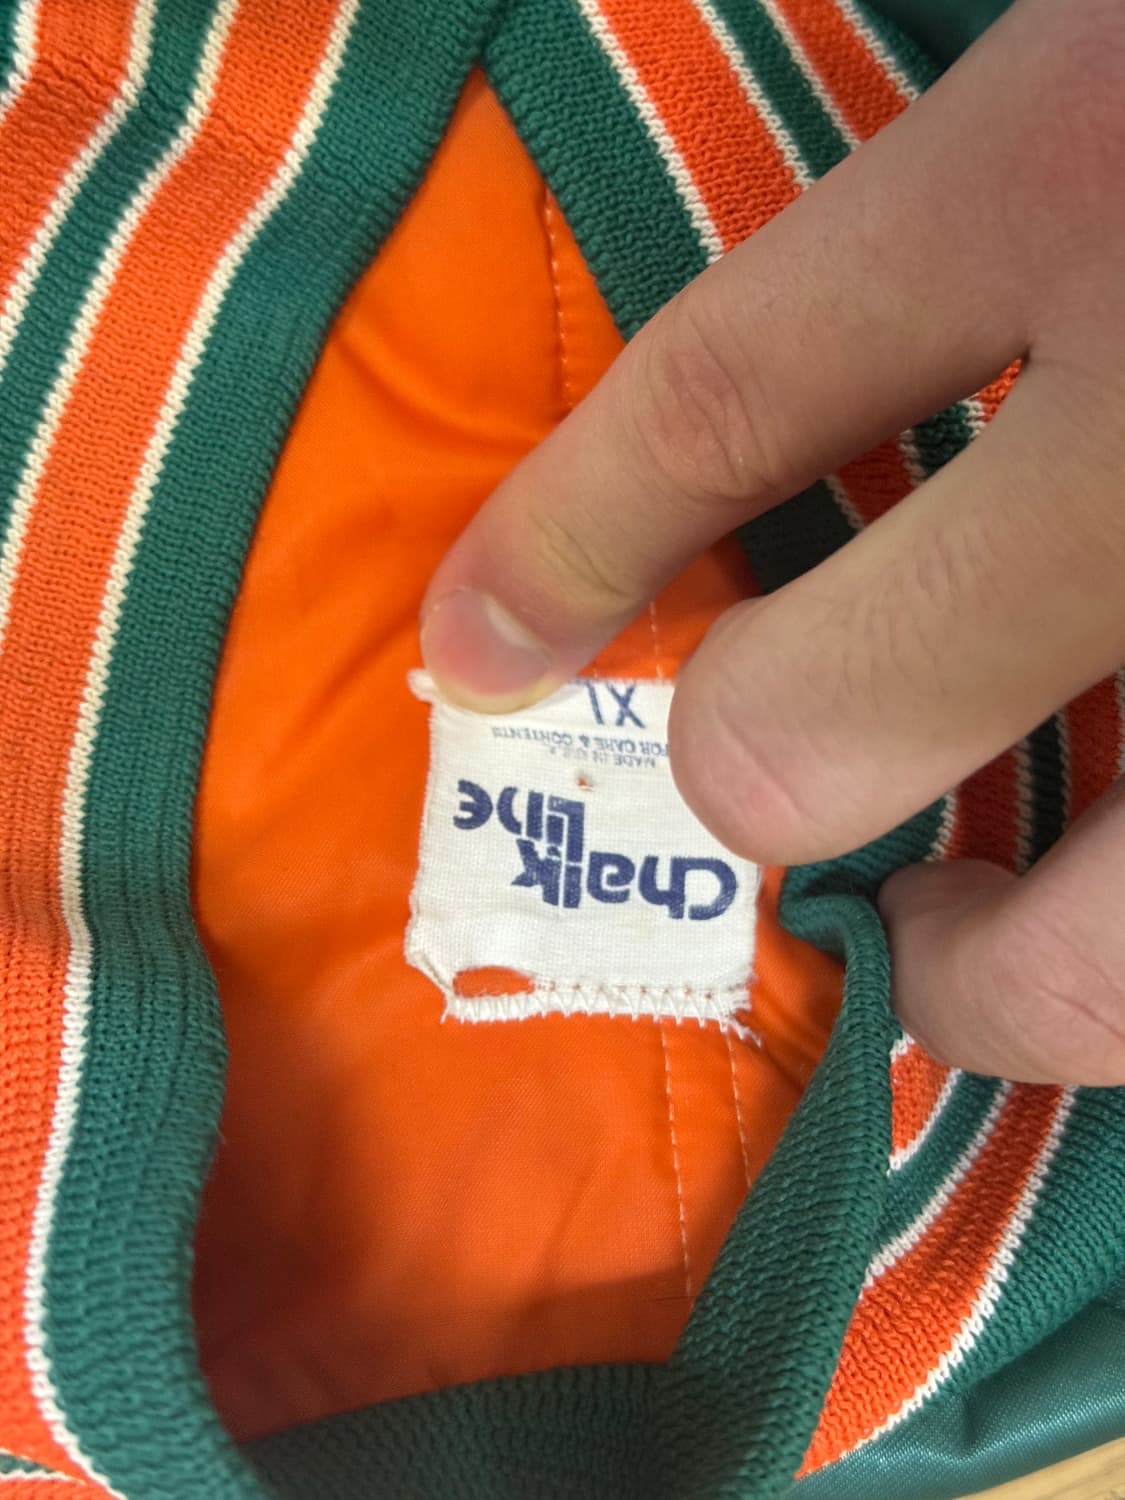 Chalk
Line
MADE IN U.S.A.
FOR CARE & CONTENTS
XL